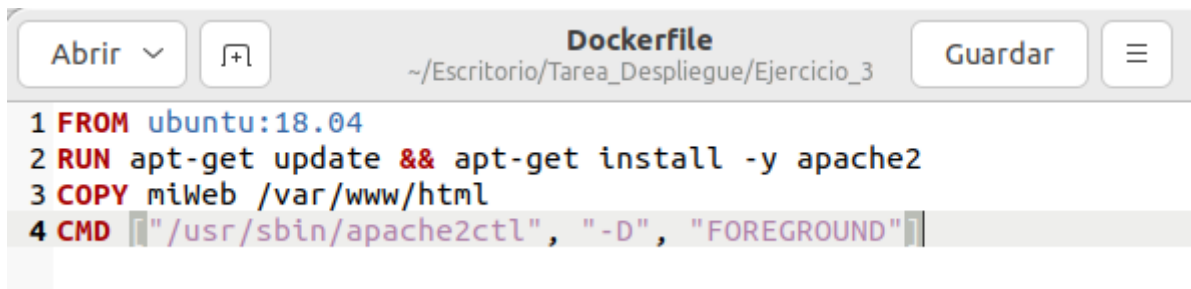 Abrir
Dockerfile
~/Escritorio/Tarea_Despliegue/Ejercicio_3
Guardar
1 FROM ubuntu:18.04
2 RUN apt-get update && apt-get install -y apache2
3 COPY miWeb /var/www/html
4 CMD ["/usr/sbin/apache2ctl", "-D", "FOREGROUND"]